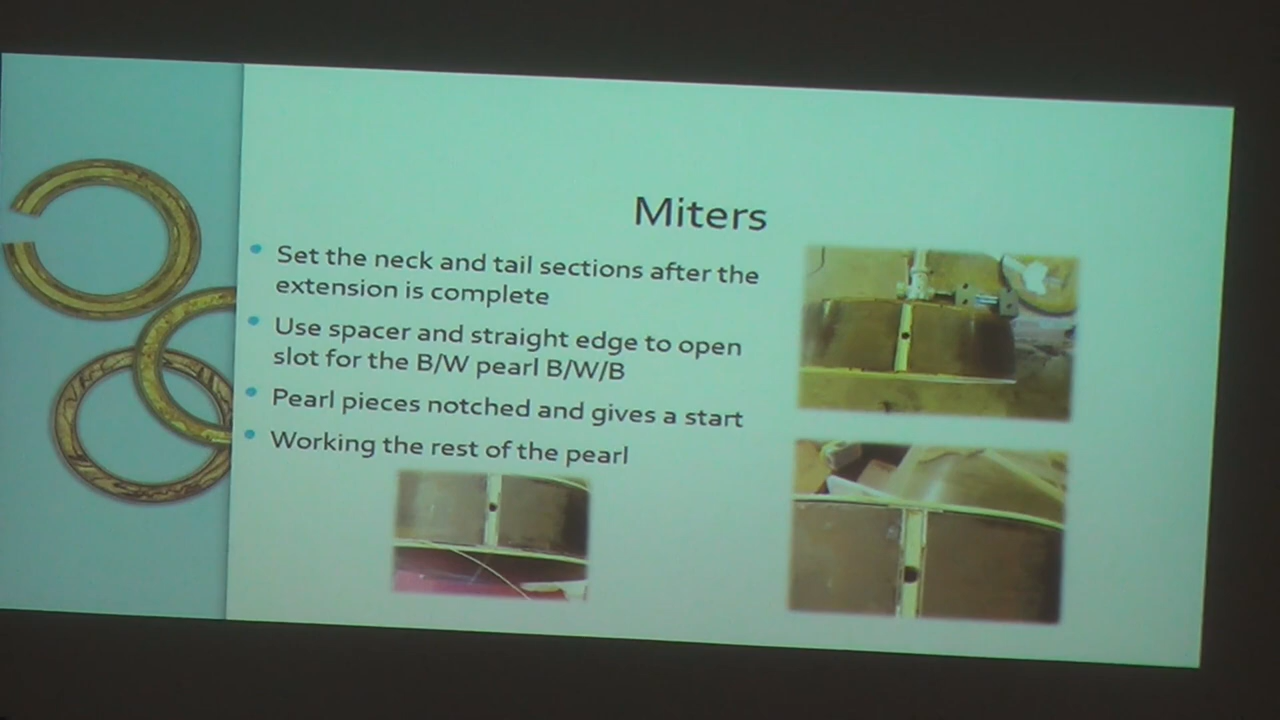 Miters
Set the neck and tail sections after the
extension is complete
Use spacer and straight edge to open
slot for the B/W pearl B/W/B
Pearl pieces notched and gives a start
Working the rest of the pearl